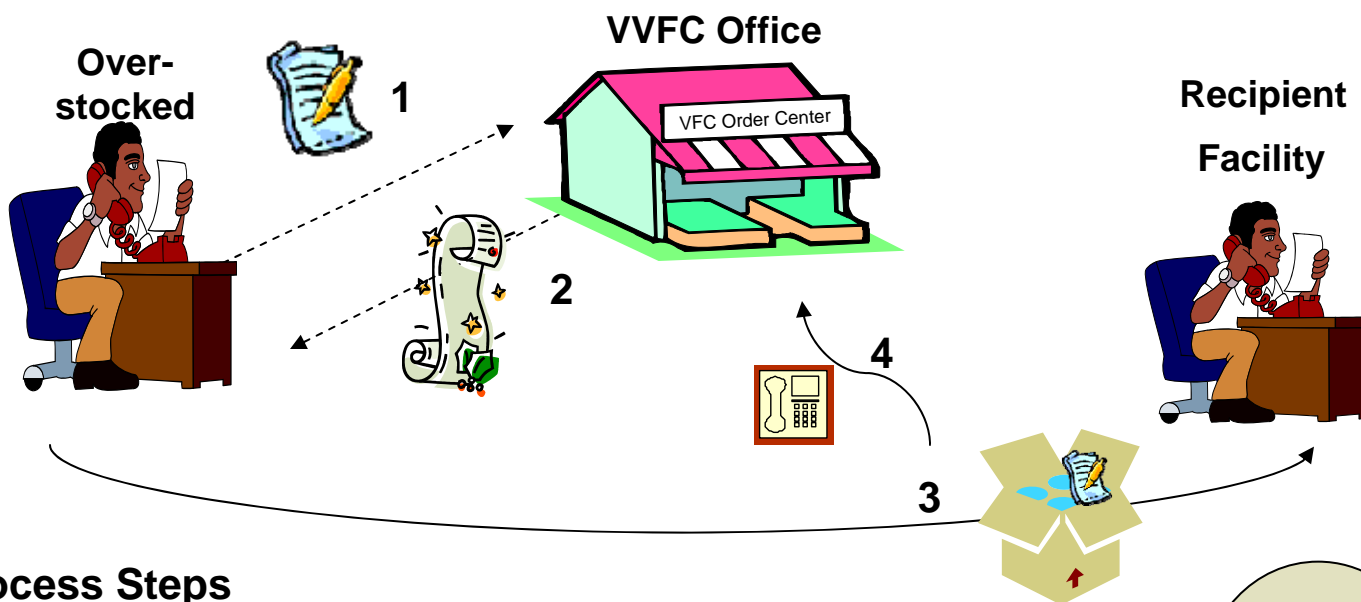 VVFC Office
Over-
stocked
1
VFC Order Center
Recipient
Facility
2
4
3
ocess Steps